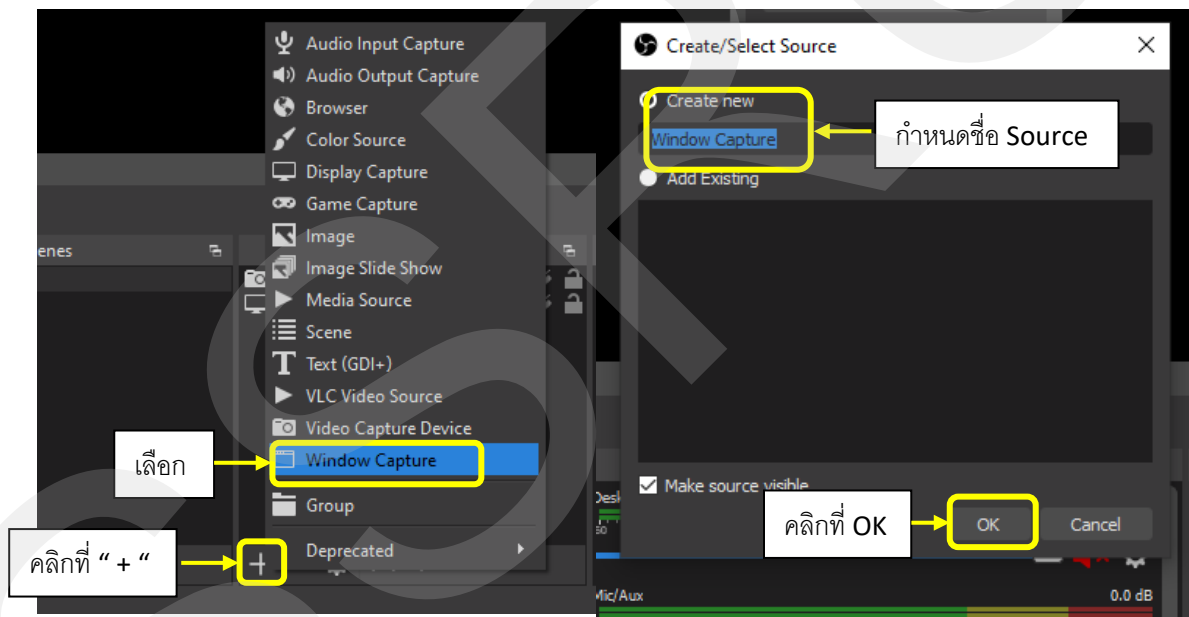 Audio Input Capture
Audio Output Capture
Browser
Color Source
Display Capture
Game Capture
Image
Image Slide Show
Media Source
Scene
Text (GDI+)
VLC Video Source
Video Capture Device
Window Capture
Group
Deprecated
enes
เลือก
คลิกที่ “ + “
Create/Select Source
Create new
Window Capture
กำหนดชื่อ Source
Add Existing
Make source visible
คลิกที่ OK
OK
Cancel
Desk
Mic/Aux
0.0 dB